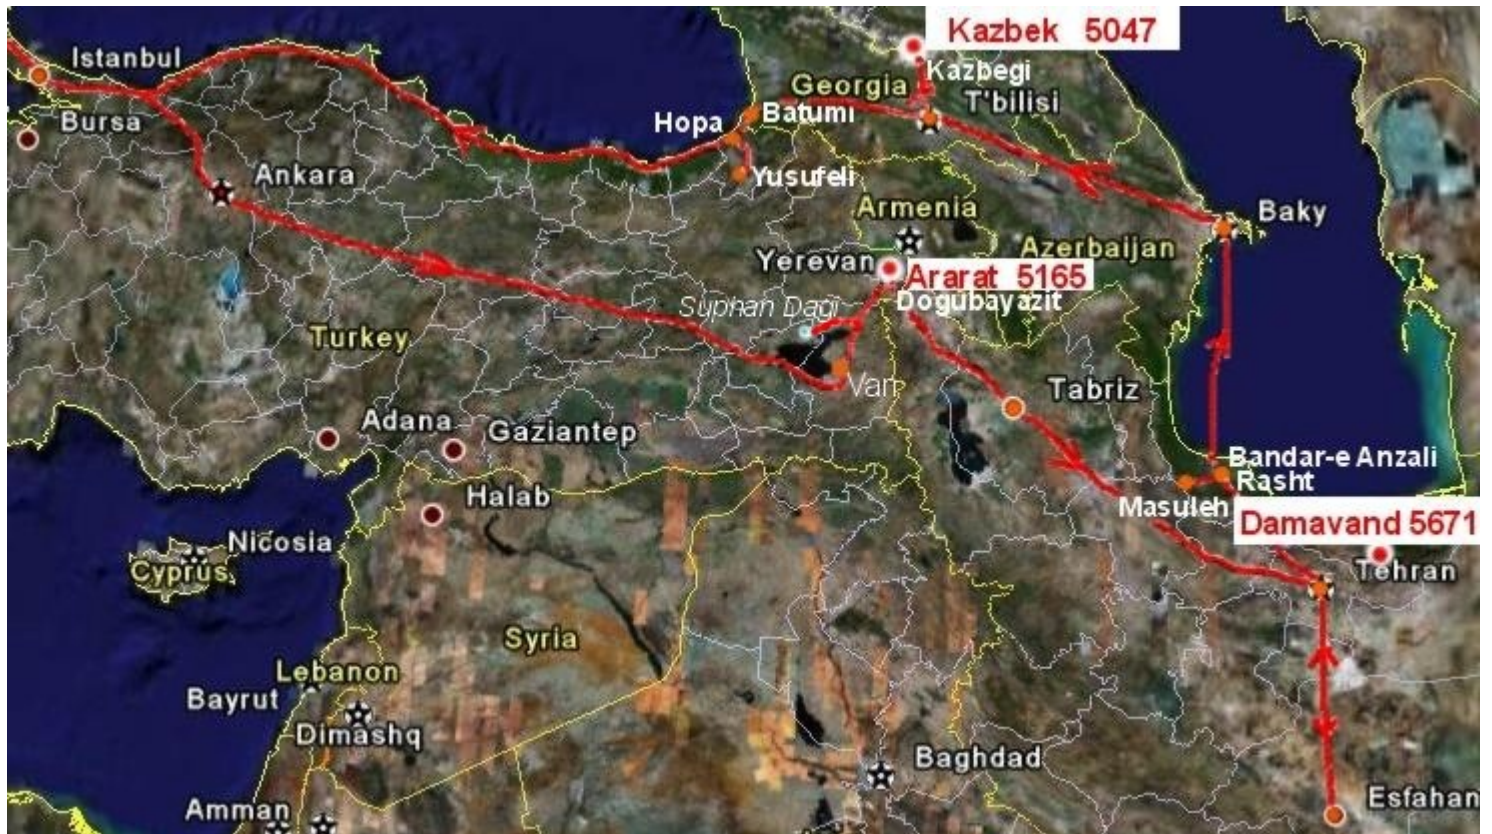 Kazbek 5047
Istanbul
Kazbegi
Georgia
T'bilisi
Batumi
Hopa
Bursa
Ankara
Yusufeli
Armenia
Baky
Azerbaijan
Yerevan
Ararat 5165
Dogubayazit
Suphan Dagi
Turkey
Van
Tabriz
Adana
Gaziantep
Bandar-e Anzali
Rasht
Halab
Masuleh
Damavand 5671
Nicosia
Cyprus
Tehran
Syria
Lebanon
Bayrut
Dimashq
Baghdad
Esfahan
Amman